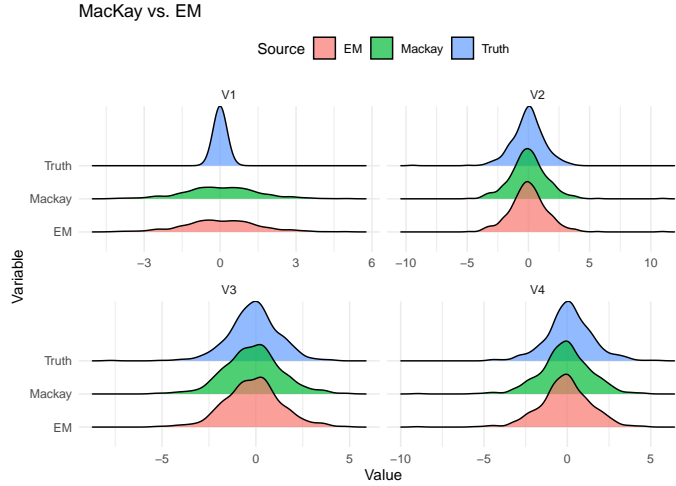 MacKay vs. EM
Source EM Mackay Truth
V1 V2
Truth
Mackay
EM
−3 0 3 6 −10 −5 0 5 10
Variable
V3 V4
Truth
Mackay
EM
−5 0 5 −10 −5 0 5
Value